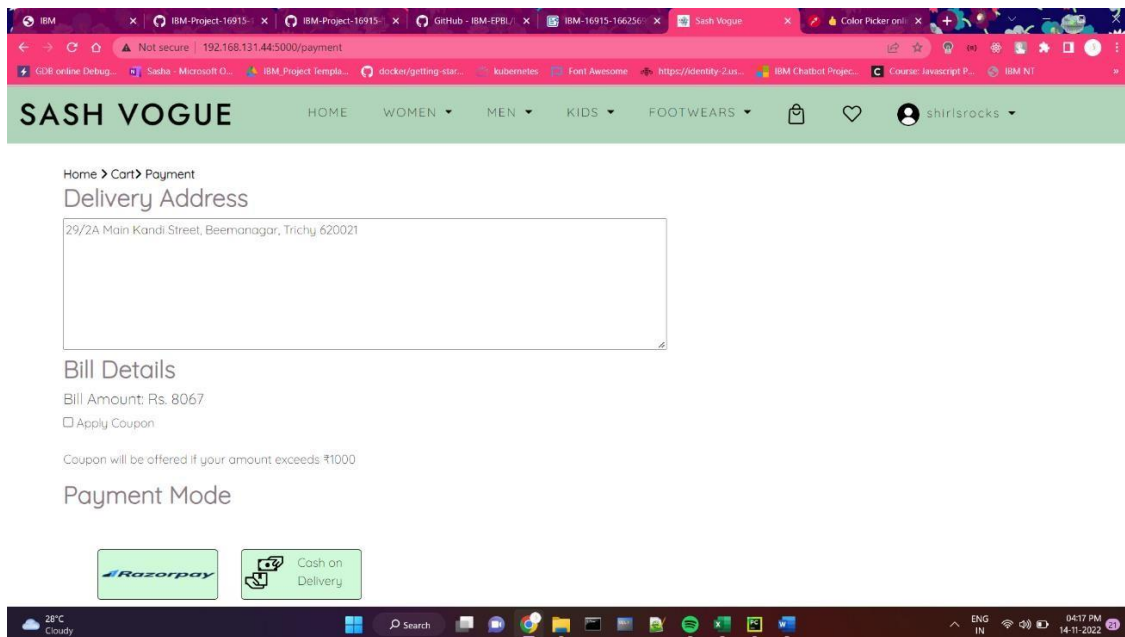 IBM
IBM-Project-16915-
IBM-Project-16915-
GitHub - IBM-EPBL/
IBM-16915-166256
Sash Vogue
Color Picker onli
Not secure | 192.168.131.44:5000/payment
GDB online Debug...
Sasha - Microsoft O...
IBM_Project Templa...
docker/getting-star...
kubernetes
Font Awesome
https://identity-2.us...
IBM Chatbot Projec...
Course: Javascript P...
IBM NT
SASH VOGUE
HOME
WOMEN
MEN
KIDS
FOOTWEARS
shirlsrocks
Home > Cart> Payment
Delivery Address
29/2A Main Kandi Street, Beemanagar, Trichy 620021
Bill Details
Bill Amount: Rs. 8067
Apply Coupon
Coupon will be offered if your amount exceeds ₹1000
Payment Mode
Razorpay
Cash on
Delivery
28°C
Cloudy
Search
ENG
IN
04:17 PM
14-11-2022
21